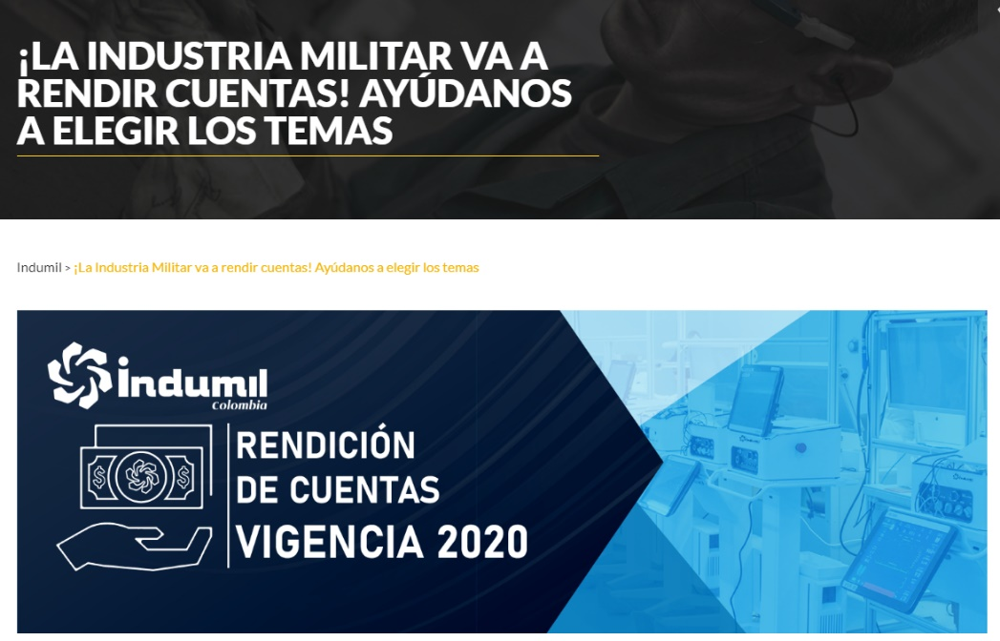 ¡LA INDUSTRIA MILITAR VA A
RENDIR CUENTAS! AYÚDANOS
A ELEGIR LOS TEMAS
Indumil > ¡La Industria Militar va a rendir cuentas! Ayúdanos a elegir los temas
indumil
Colombia
RENDICIÓN
DE CUENTAS
VIGENCIA 2020
$ $